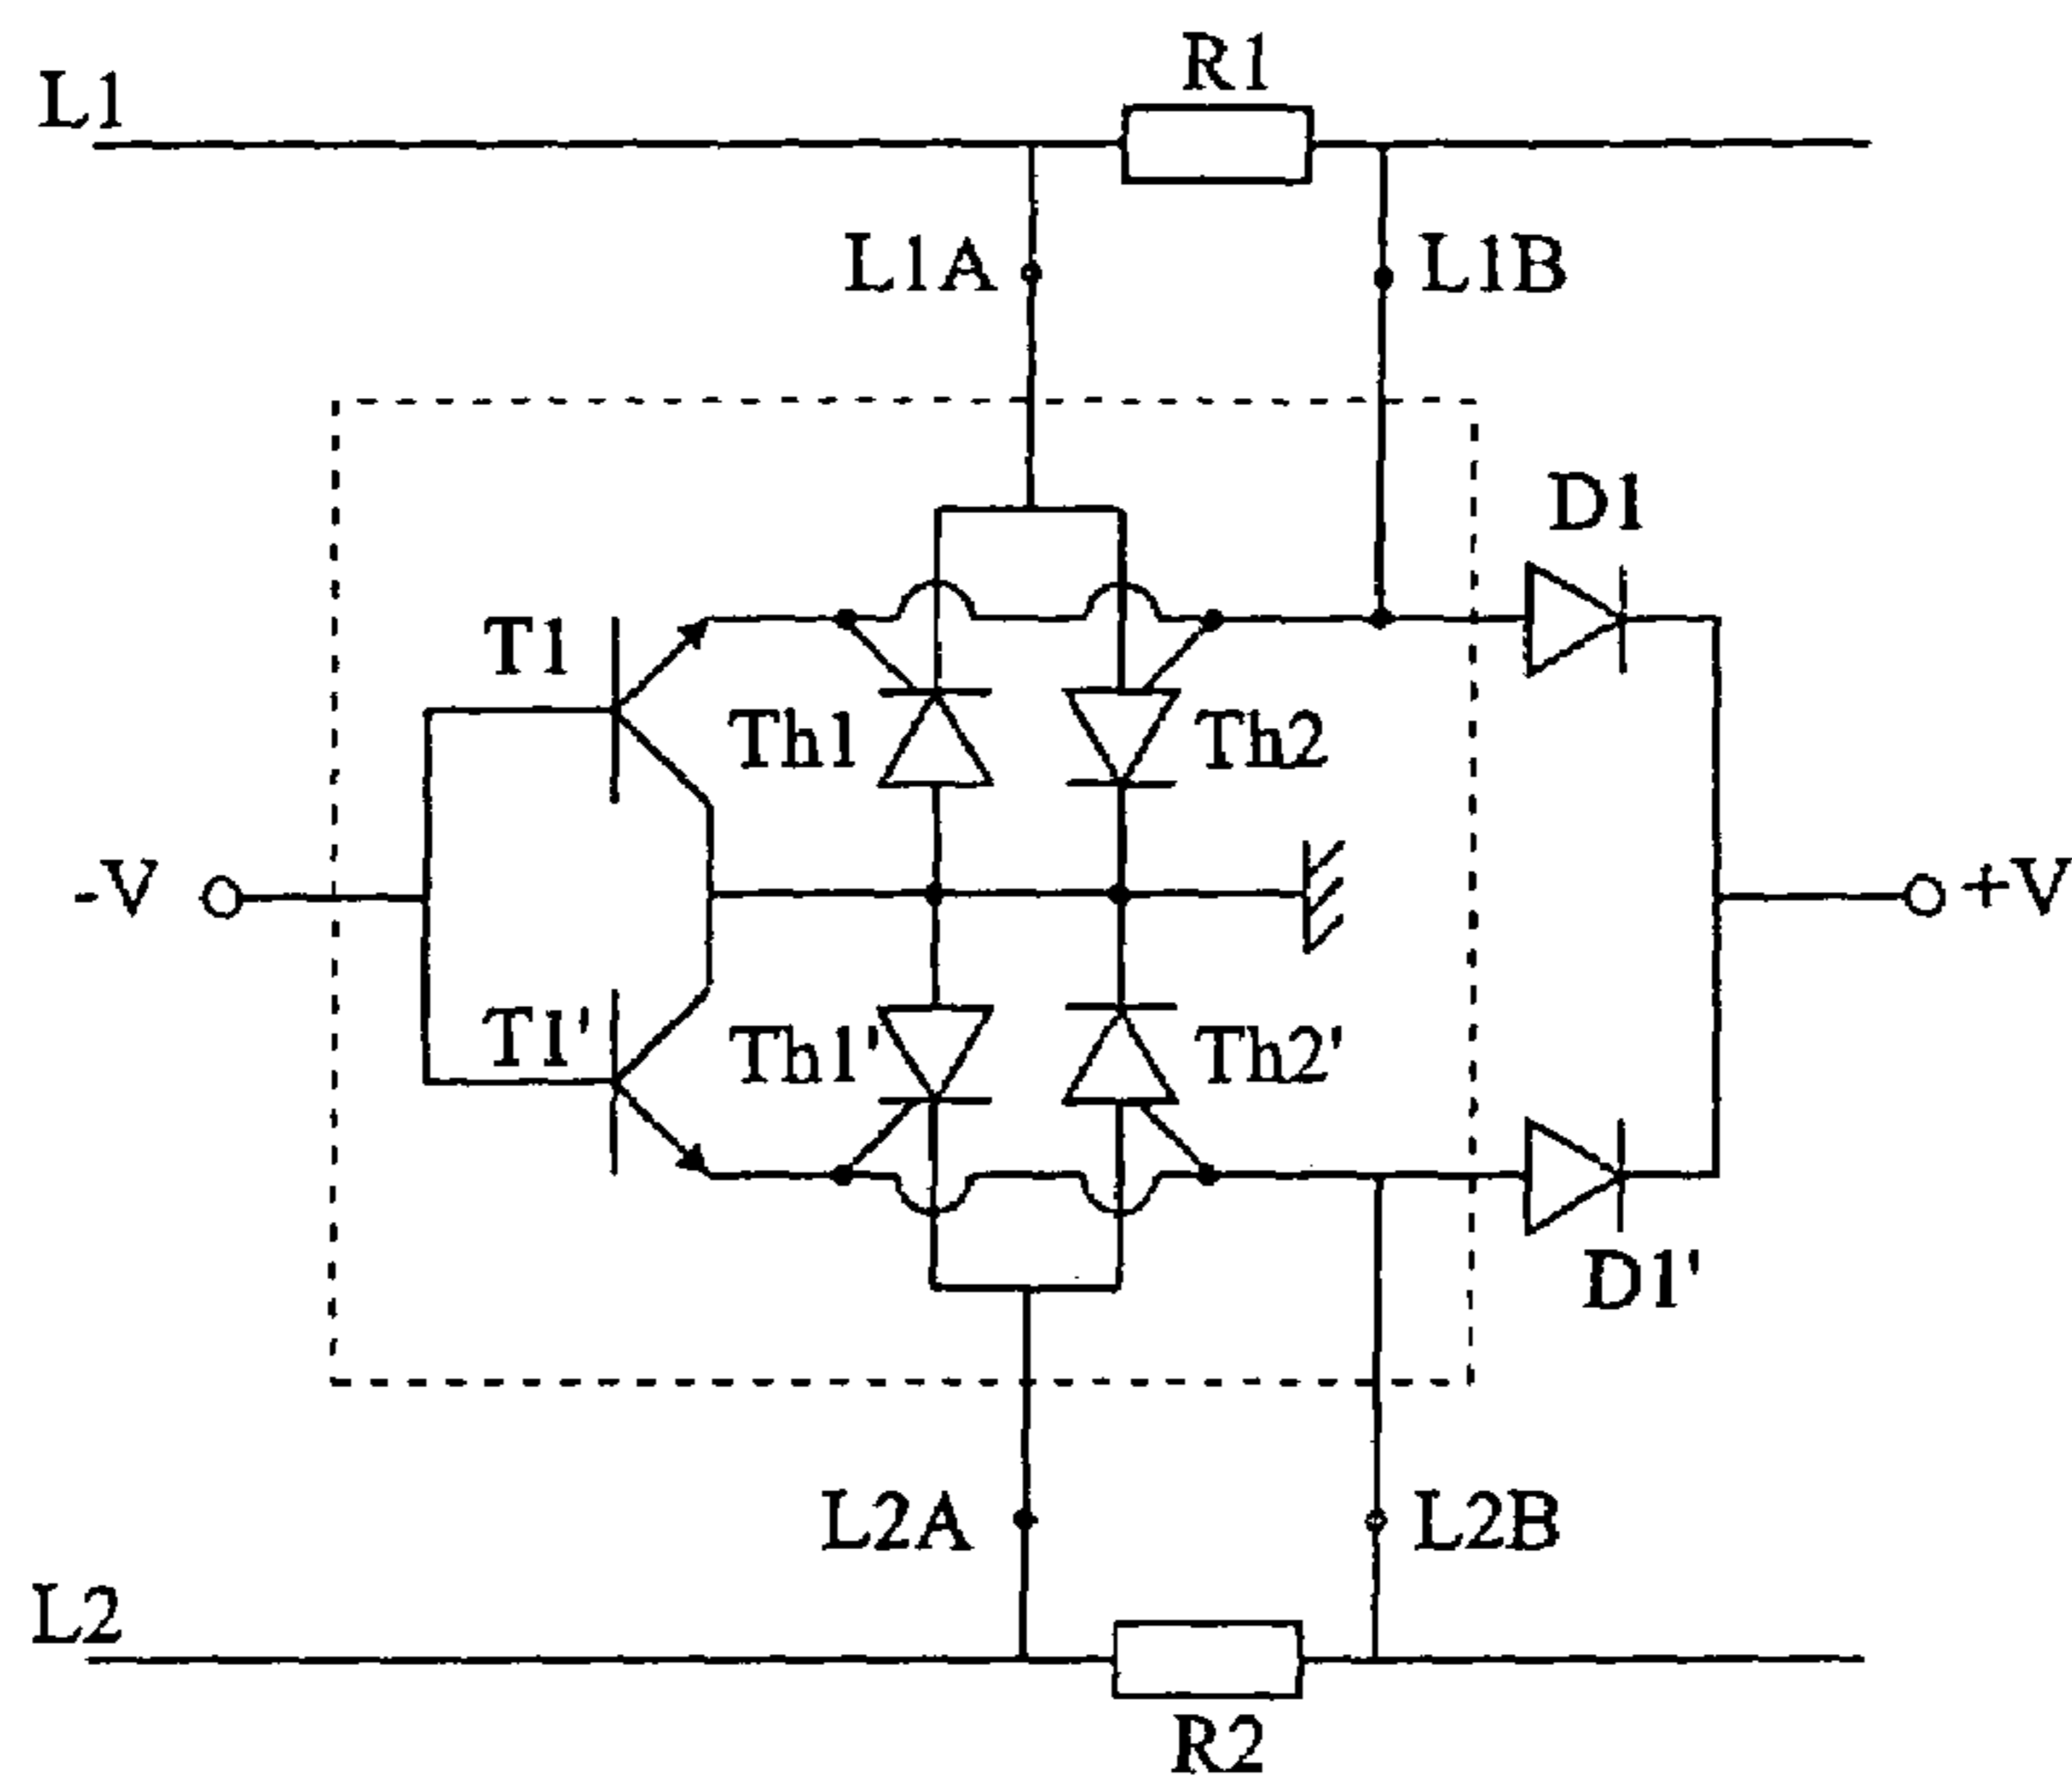 R1
L1
L1A
L1B
D1
T1
Th1
Th2
-V
+V
T1'
Th1'
Th2'
D1'
L2A
L2B
L2
R2